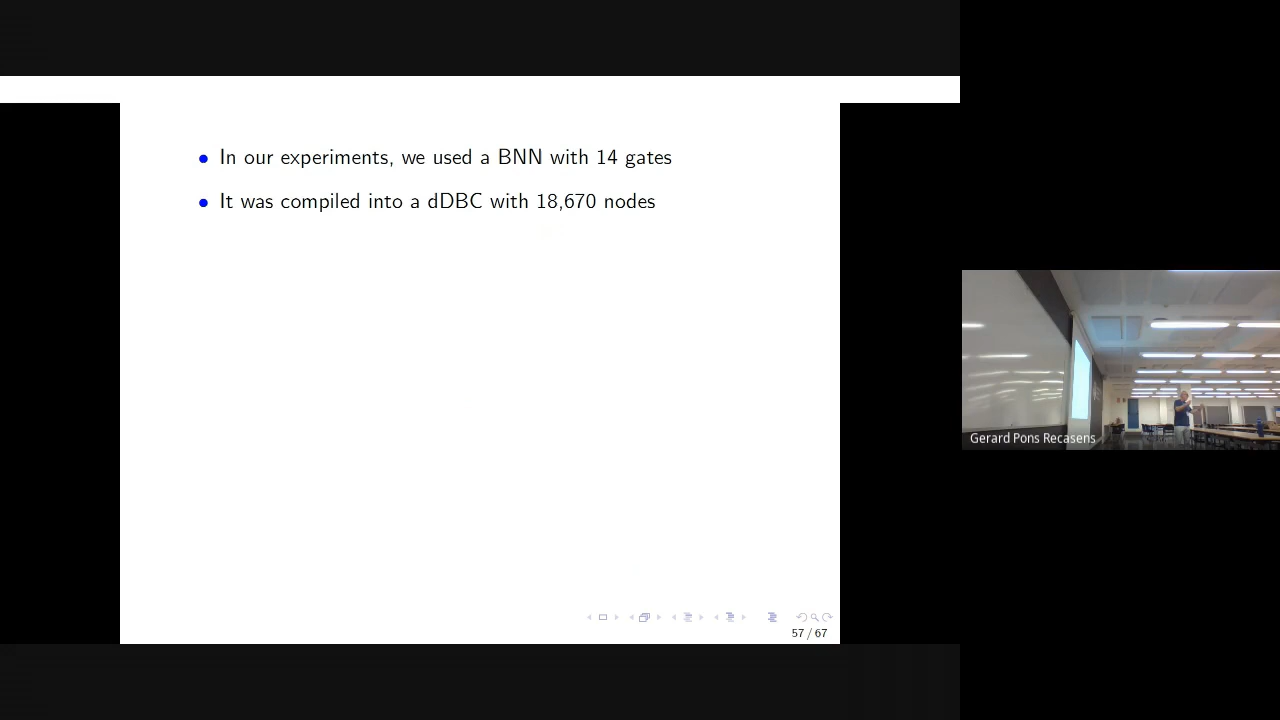 In our experiments, we used a BNN with 14 gates
It was compiled into a dDBC with 18,670 nodes
57 / 67
Gerard Pons Recasens